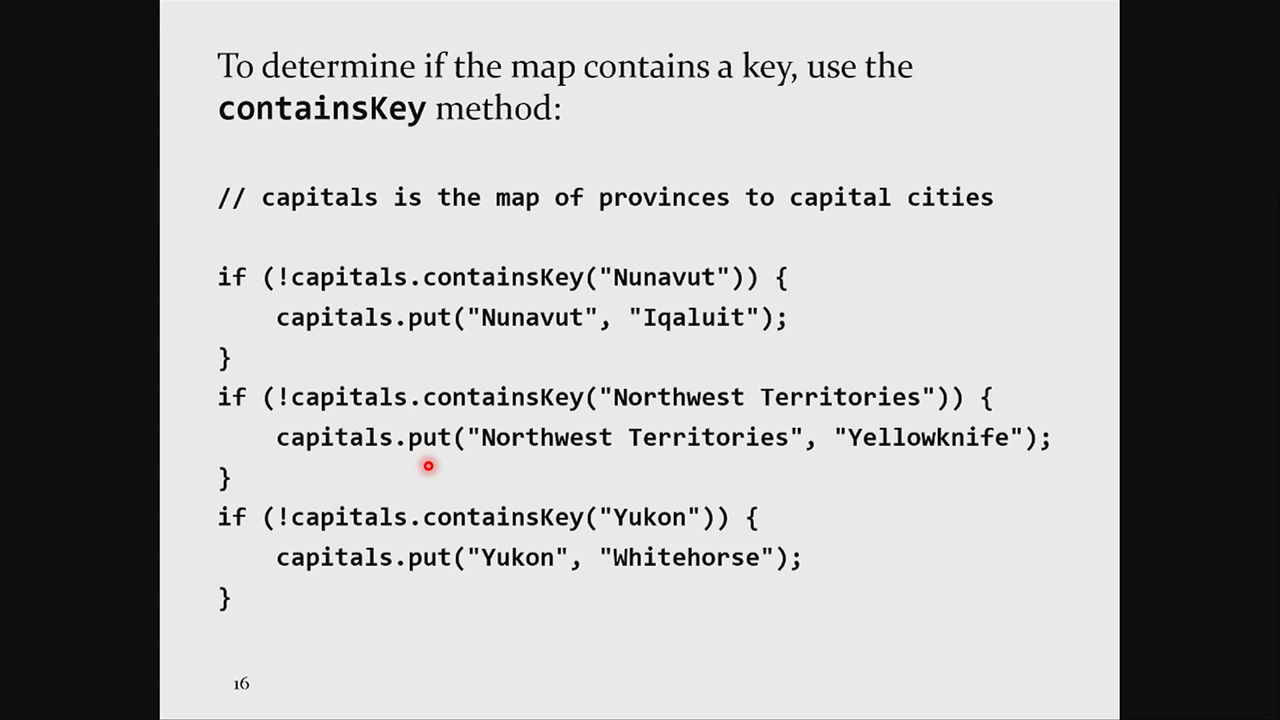 To determine if the map contains a key, use the
containsKey method:
// capitals is the map of provinces to capital cities
if (!capitals.containsKey("Nunavut")) {
capitals.put("Nunavut", "Iqaluit");
}
if (!capitals.containsKey("Northwest Territories")) {
capitals.put("Northwest Territories", "Yellowknife");
}
if (!capitals.containsKey("Yukon")) {
capitals.put("Yukon", "Whitehorse");
}
16